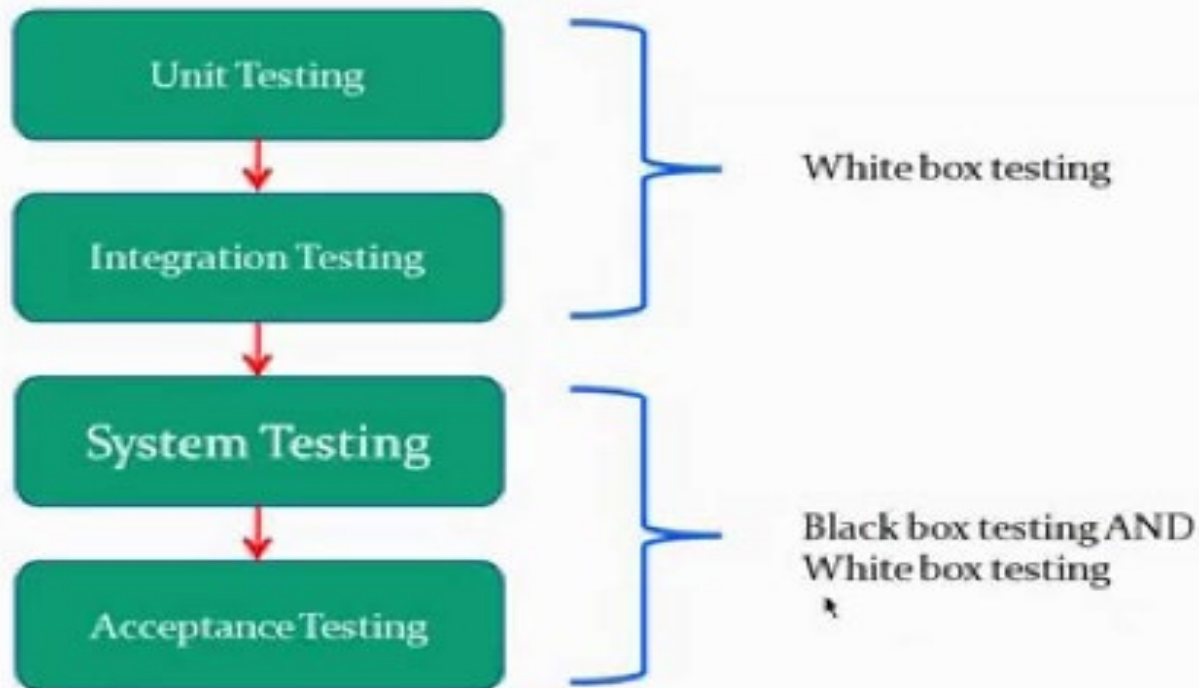 Unit Testing
Integration Testing
White box testing
System Testing
Acceptance Testing
Black box testing AND
White box testing